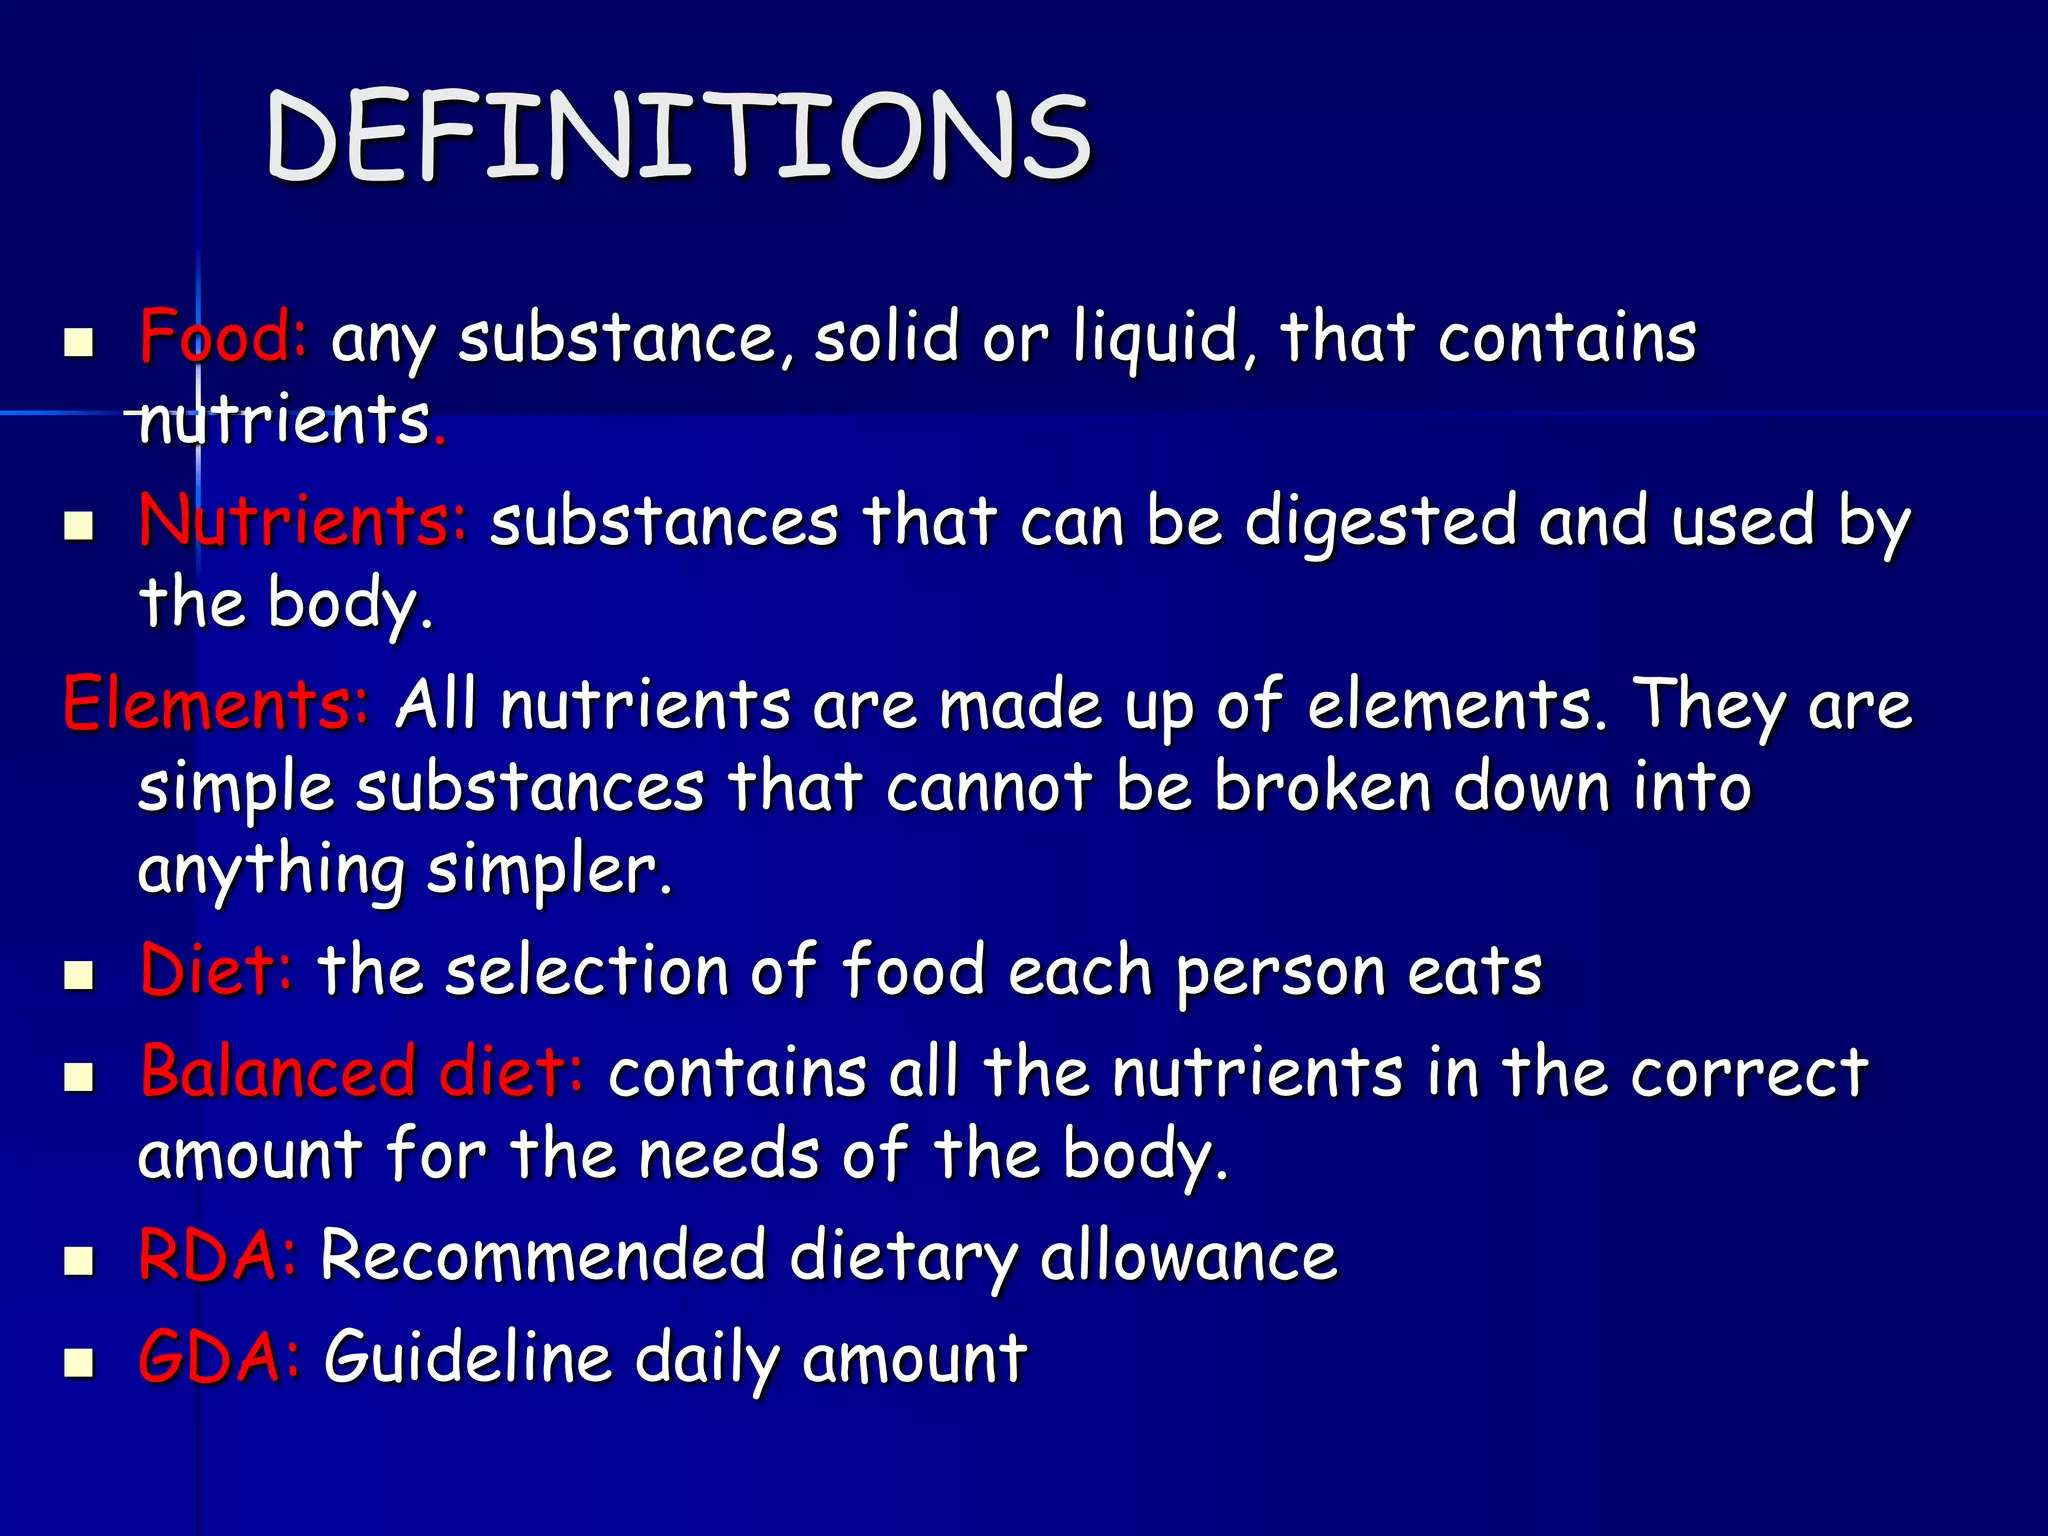 DEFINITIONS
Food: any substance, solid or liquid, that contains
nutrients.
Nutrients: substances that can be digested and used by
the body.
Elements: All nutrients are made up of elements. They are
simple substances that cannot be broken down into
anything simpler.
Diet: the selection of food each person eats
Balanced diet: contains all the nutrients in the correct
amount for the needs of the body.
RDA: Recommended dietary allowance
GDA: Guideline daily amount